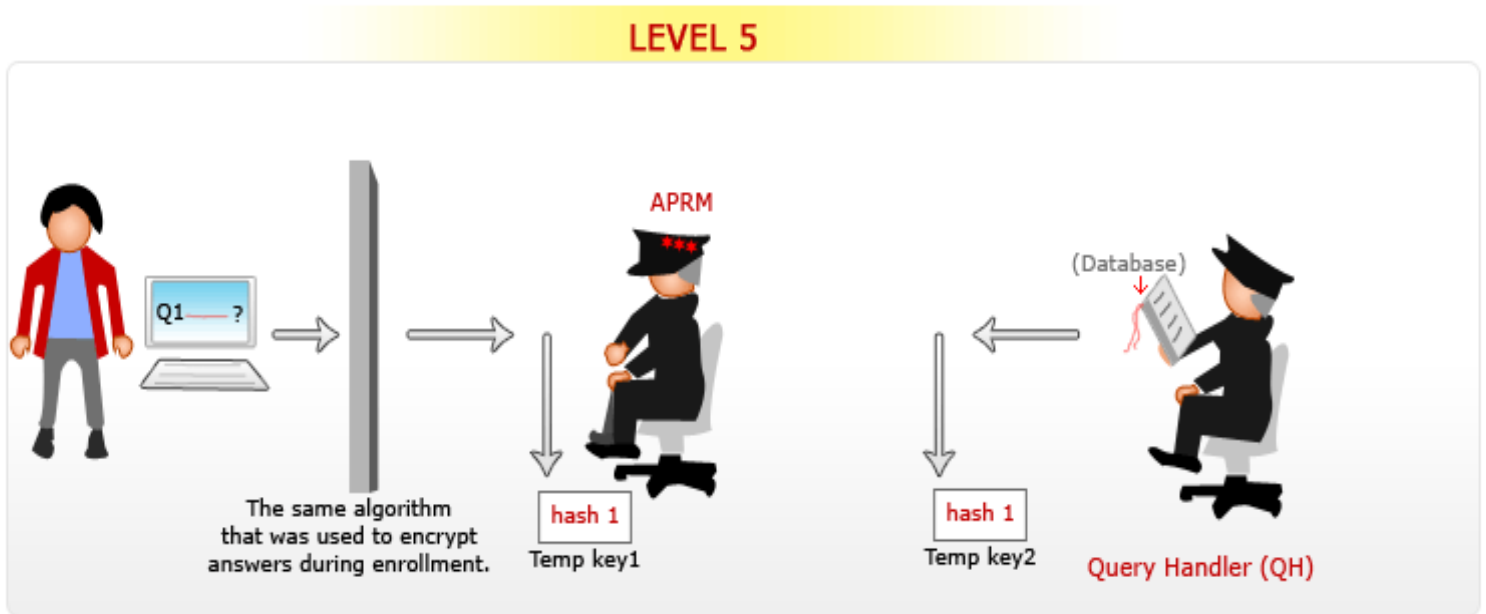 LEVEL 5
APRM
(Database)
Q1 ?
The same algorithm
that was used to encrypt
answers during enrollment.
hash 1
Temp key1
hash 1
Temp key2
Query Handler (QH)